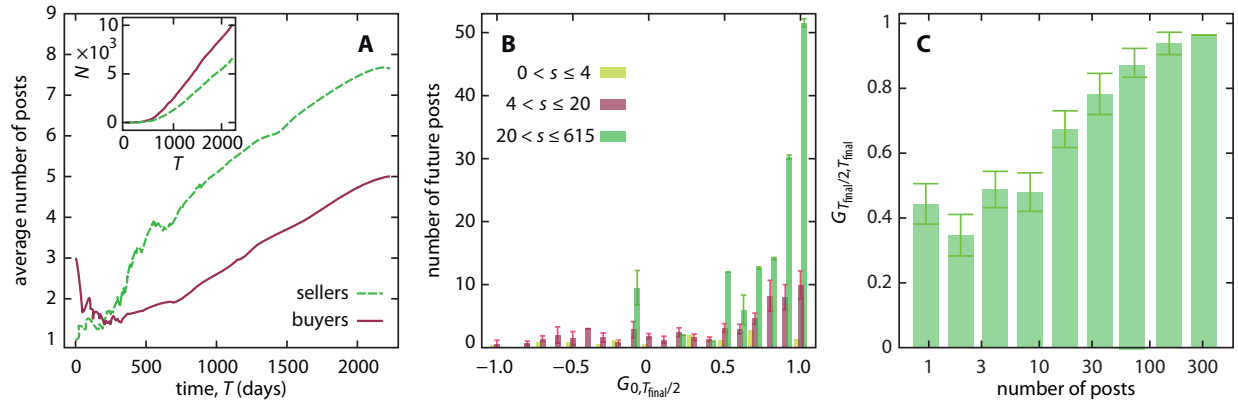 A
average number of posts
9
8
7
6
5
4
3
2
1
0
500
1000
1500
2000
time, T (days)
N ×10³
10
5
0
0
1000
2000
T
sellers
buyers
B
number of future posts
50
40
30
20
10
0
0 < s ≤ 4
4 < s ≤ 20
20 < s ≤ 615
−1.0
−0.5
0.0
0.5
1.0
G0,Tfinal/2
C
GTfinal/2,Tfinal
1
0.8
0.6
0.4
0.2
0
1
3
10
30
100
300
number of posts